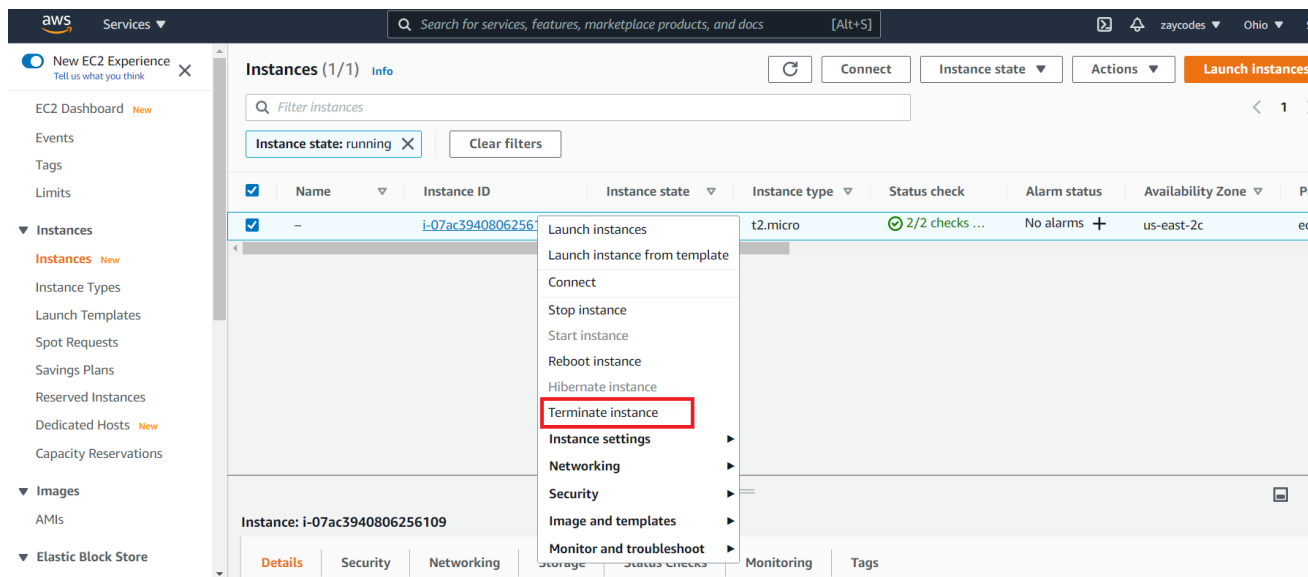 aws Services ▼ Search for services, features, marketplace products, and docs [Alt+S] zaycodes ▼ Ohio ▼
New EC2 Experience
Tell us what you think
EC2 Dashboard New
Events
Tags
Limits
Instances
Instances New
Instance Types
Launch Templates
Spot Requests
Savings Plans
Reserved Instances
Dedicated Hosts New
Capacity Reservations
Images
AMIs
Elastic Block Store
Instances (1/1) Info Connect Instance state ▼ Actions ▼ Launch instances
Filter instances 1
Instance state: running Clear filters
Name Instance ID Instance state Instance type Status check Alarm status Availability Zone
– i-07ac3940806256 t2.micro 2/2 checks ... No alarms + us-east-2c
Launch instances
Launch instance from template
Connect
Stop instance
Start instance
Reboot instance
Hibernate instance
Terminate instance
Instance settings
Networking
Security
Image and templates
Monitor and troubleshoot
Instance: i-07ac3940806256109
Details Security Networking Storage Status Checks Monitoring Tags